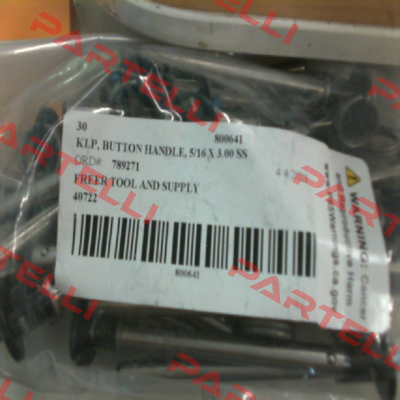 30 800641
KLP, BUTTON HANDLE, 5/16 X 3.00 SS
ORD# 789271
FREER TOOL AND SUPPLY
40722
800641
WARNING: Cancer
PARTELLI
PARTELLI
PARTELLI
PARTELLI